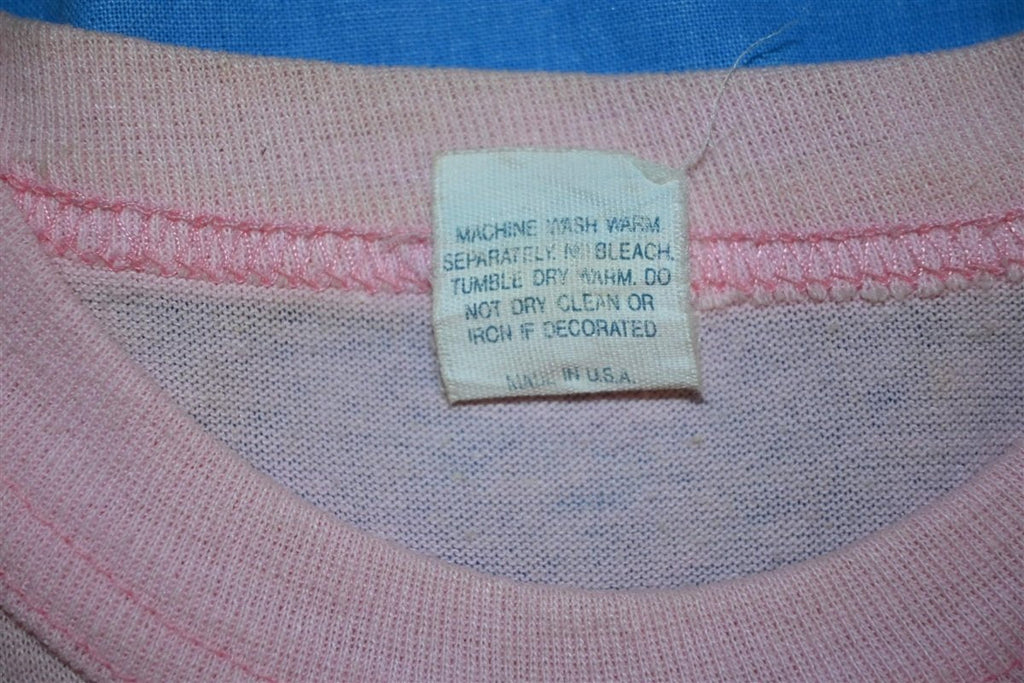 MACHINE WASH WARM
SEPARATELY. NO BLEACH.
TUMBLE DRY WARM. DO
NOT DRY CLEAN OR
IRON IF DECORATED
MADE IN U.S.A.